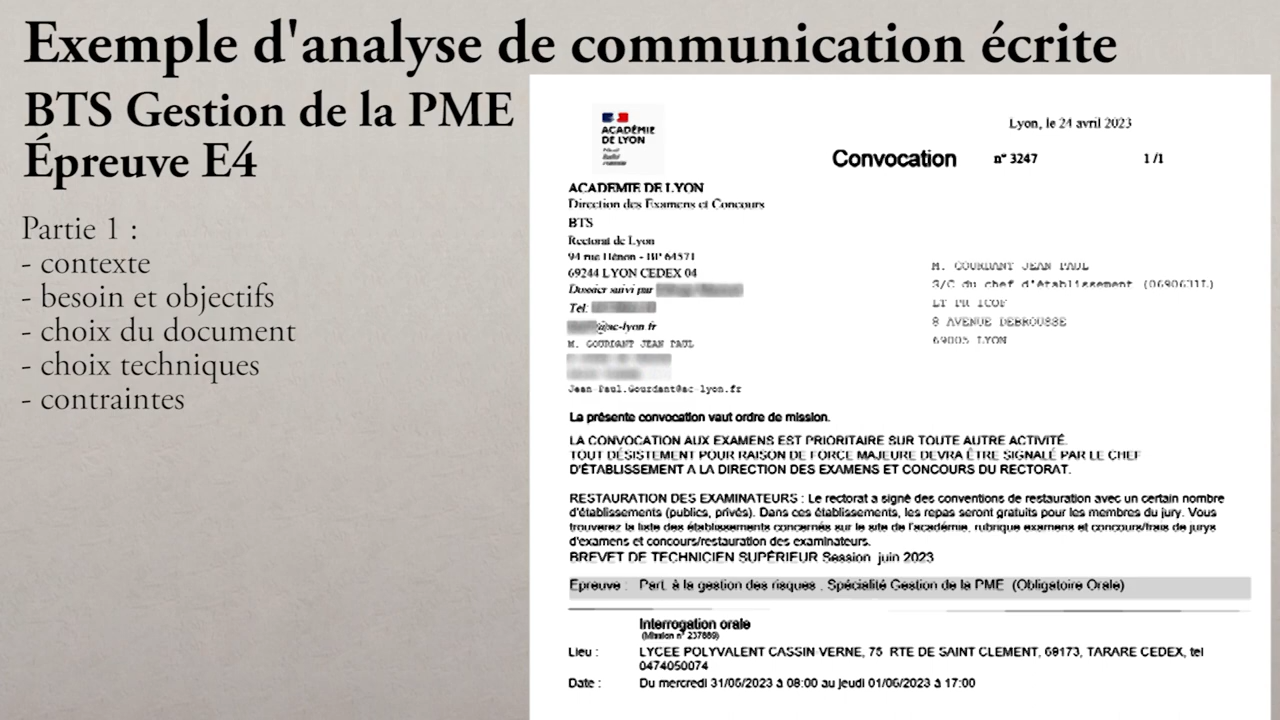 Exemple d'analyse de communication écrite
BTS Gestion de la PME
Épreuve E4
Partie 1 :
- contexte
- besoin et objectifs
- choix du document
- choix techniques
- contraintes
ACADÉMIE
DE LYON
Lyon, le 24 avril 2023
Convocation n° 3247 1 /1
ACADEMIE DE LYON
Direction des Examens et Concours
BTS
Rectorat de Lyon
94 rue Hénon - BP 64571
69244 LYON CEDEX 04
Dossier suivi par
Tel:
@ac-lyon.fr
M. GOURDANT JEAN PAUL
Jean-Paul.Gourdant@ac-lyon.fr
M. GOURDANT JEAN PAUL
S/C du chef d'établissement (0690631L)
LT PR ICOF
8 AVENUE DEBROUSSE
69005 LYON
La présente convocation vaut ordre de mission.
LA CONVOCATION AUX EXAMENS EST PRIORITAIRE SUR TOUTE AUTRE ACTIVITÉ.
TOUT DÉSISTEMENT POUR RAISON DE FORCE MAJEURE DEVRA ÊTRE SIGNALÉ PAR LE CHEF
D'ÉTABLISSEMENT A LA DIRECTION DES EXAMENS ET CONCOURS DU RECTORAT.
RESTAURATION DES EXAMINATEURS : Le rectorat a signé des conventions de restauration avec un certain nombre
d'établissements (publics, privés). Dans ces établissements, les repas seront gratuits pour les membres du jury. Vous
trouverez la liste des établissements concernés sur le site de l'académie, rubrique examens et concours/frais de jurys
d'examens et concours/restauration des examinateurs.
BREVET DE TECHNICIEN SUPÉRIEUR Session juin 2023
Epreuve : Part. à la gestion des risques . Spécialité Gestion de la PME (Obligatoire Orale)
Interrogation orale
(Mission n° 237889)
Lieu : LYCEE POLYVALENT CASSIN VERNE, 75 RTE DE SAINT CLEMENT, 69173, TARARE CEDEX, tel
0474050074
Date : Du mercredi 31/05/2023 à 08:00 au jeudi 01/06/2023 à 17:00